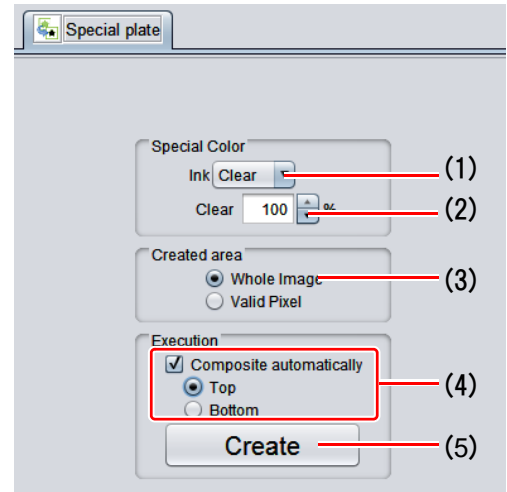 Special plate
Special Color
Ink Clear (1)
Clear 100 % (2)
Created area
Whole Image (3)
Valid Pixel
Execution
Composite automatically
Top (4)
Bottom
Create (5)